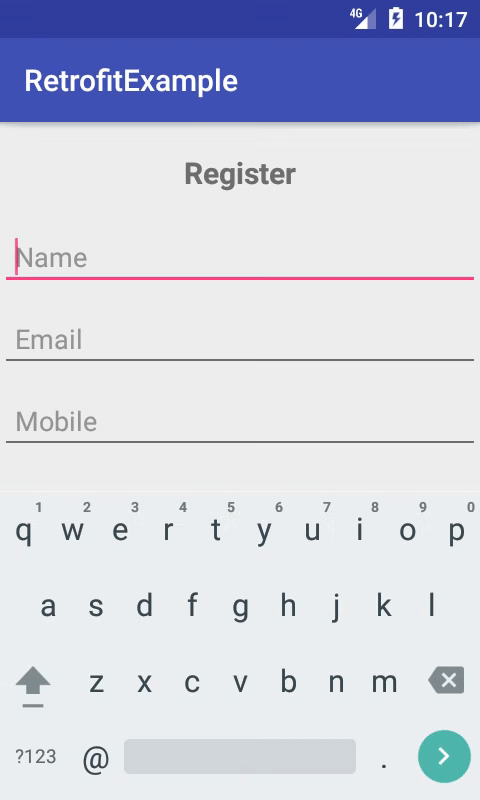 4G 10:17
RetrofitExample
Register
Name
Email
Mobile
1 2 3 4 5 6 7 8 9 0
q w e r t y u i o p
a s d f g h j k l
z x c v b n m
?123 @ .